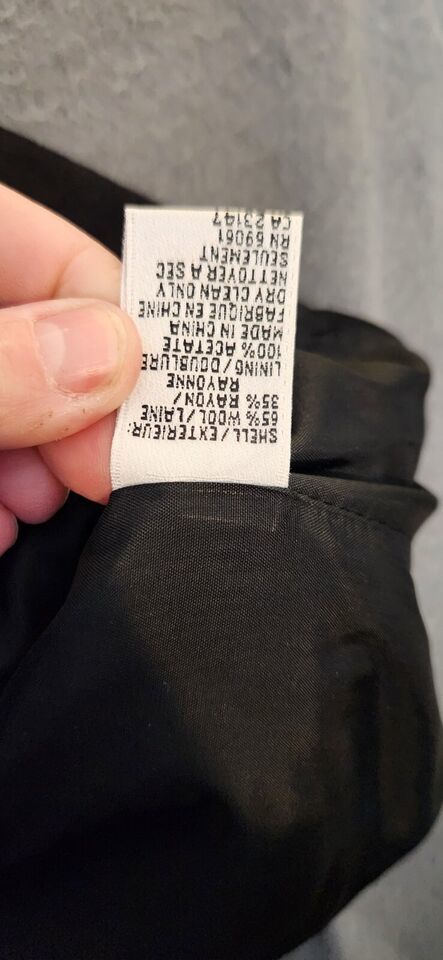 SHELL/EXTERIEUR:
65% WOOL/LAINE
35% RAYON/
RAYONNE
LINING/DOUBLURE
100% ACETATE
MADE IN CHINA
FABRIQUE EN CHINE
DRY CLEAN ONLY
NETTOYER A SEC
SEULEMENT
RN 69061
CA 23147